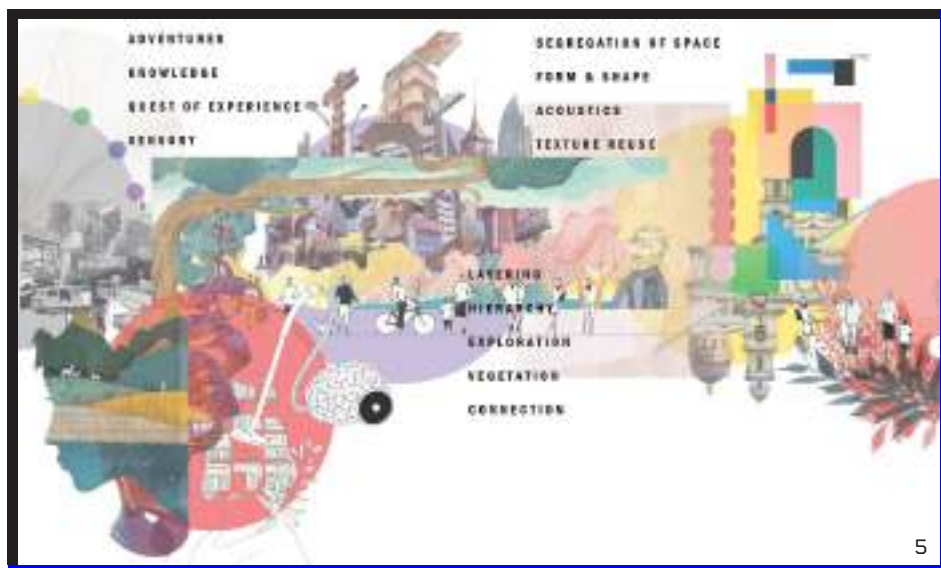 ADVENTURER
KNOWLEDGE
QUEST OF EXPERIENCE
SENSORY
SEGREGATION OF SPACE
FORM & SHAPE
ACOUSTICS
TEXTURE REUSE
LAYERING
HIERARCHY
EXPLORATION
VEGETATION
CONNECTION
5